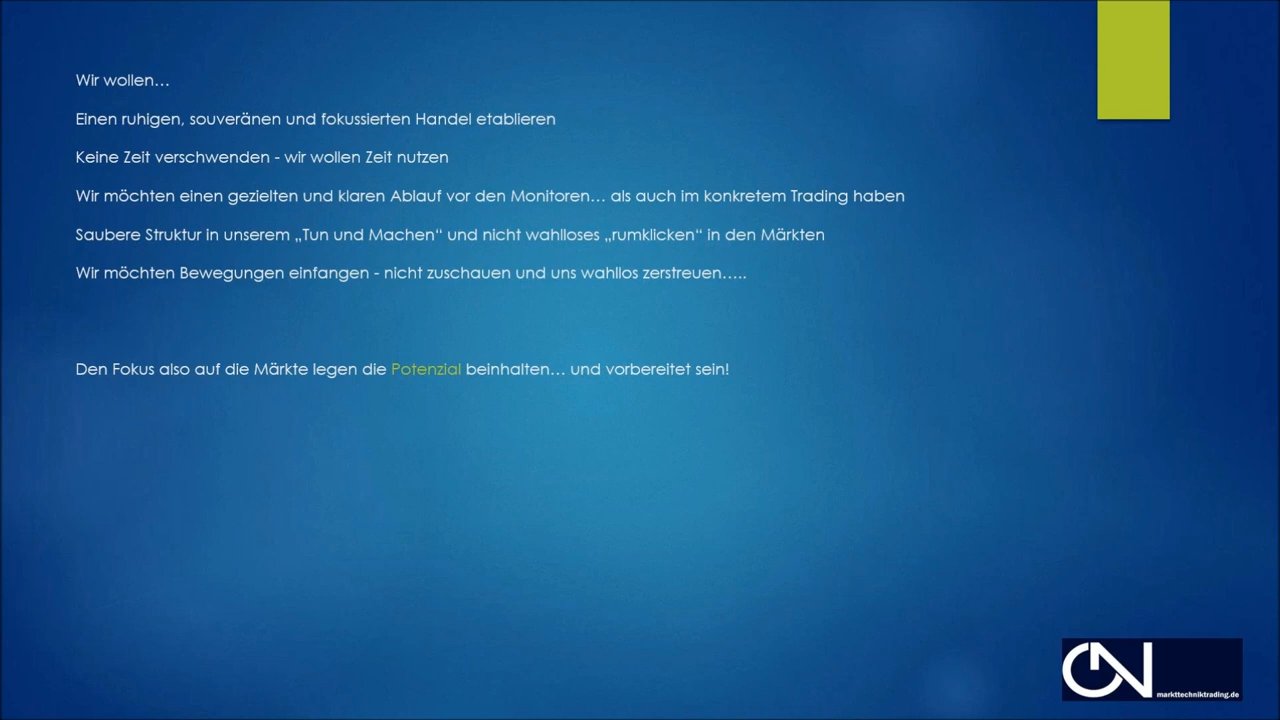 Wir wollen…
Einen ruhigen, souveränen und fokussierten Handel etablieren
Keine Zeit verschwenden - wir wollen Zeit nutzen
Wir möchten einen gezielten und klaren Ablauf vor den Monitoren… als auch im konkretem Trading haben
Saubere Struktur in unserem „Tun und Machen“ und nicht wahlloses „rumklicken“ in den Märkten
Wir möchten Bewegungen einfangen - nicht zuschauen und uns wahllos zerstreuen…..
Den Fokus also auf die Märkte legen die Potenzial beinhalten… und vorbereitet sein!
markttechniktrading.de